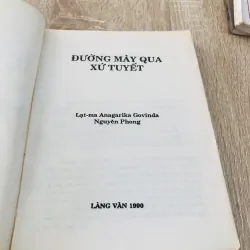 ĐƯỜNG MÂY QUA
XỨ TUYẾT
Lạt-ma Anagarika Govinda
Nguyên Phong
LÀNG VĂN 1990